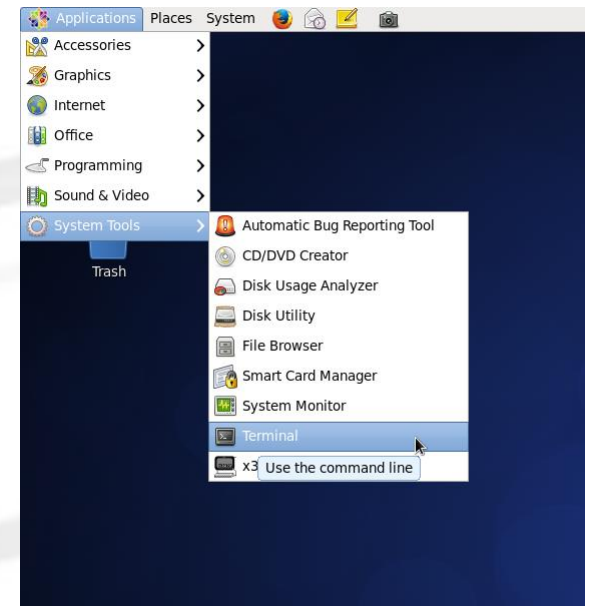 Applications Places System
Accessories
Graphics
Internet
Office
Programming
Sound & Video
System Tools
Trash
Automatic Bug Reporting Tool
CD/DVD Creator
Disk Usage Analyzer
Disk Utility
File Browser
Smart Card Manager
System Monitor
Terminal
x3
Use the command line